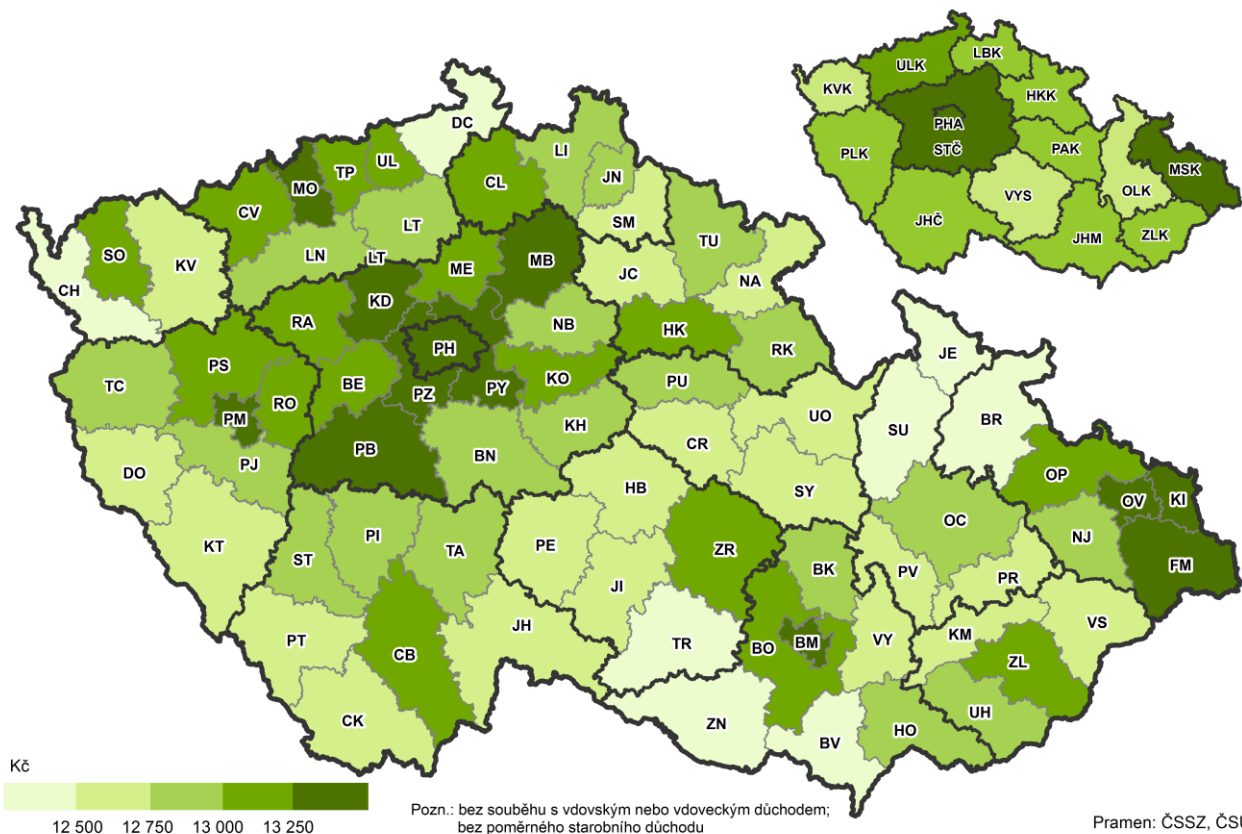 LBK
ULK
KVK
HKK
PHA
STČ
PAK
PLK
MSK
OLK
VYS
JHČ
JHM
ZLK
DC
LI
UL
TP
MO
CL
JN
CV
LT
SM
TU
SO
KV
LN
LT
ME
MB
JC
NA
CH
KD
RA
NB
HK
PH
RK
JE
PS
TC
BE
PZ
PY
KO
PU
RO
PM
UO
SU
BR
KH
CR
PB
BN
PJ
DO
OP
OV
KI
HB
SY
OC
KT
ST
PI
TA
PE
ZR
NJ
FM
BK
PV
PR
JI
PT
CB
JH
TR
BO
BM
VY
KM
VS
ZL
CK
ZN
BV
HO
UH
Kč
12 500 12 750 13 000 13 250
Pozn.: bez souběhu s vdovským nebo vdoveckým důchodem;
bez poměrného starobního důchodu
Pramen: ČSSZ, ČSÚ